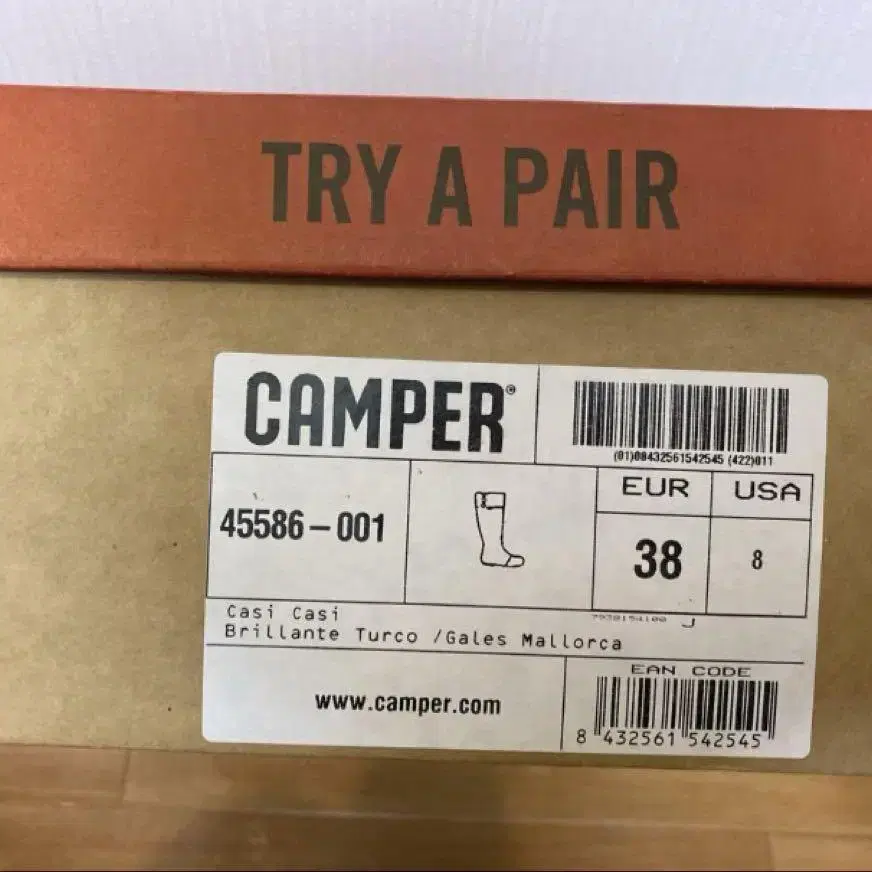 TRY A PAIR
CAMPER®
(01)08432561542545 (422)011
45586-001
EUR
USA
38
8
Casi Casi
Brillante Turco /Gales Mallorca
J
www.camper.com
EAN CODE
8 432561 542545